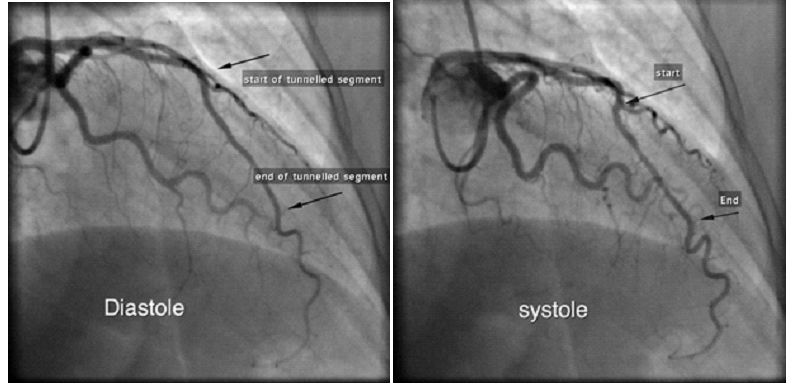 start of tunnelled segment
end of tunnelled segment
Diastole
start
End
systole